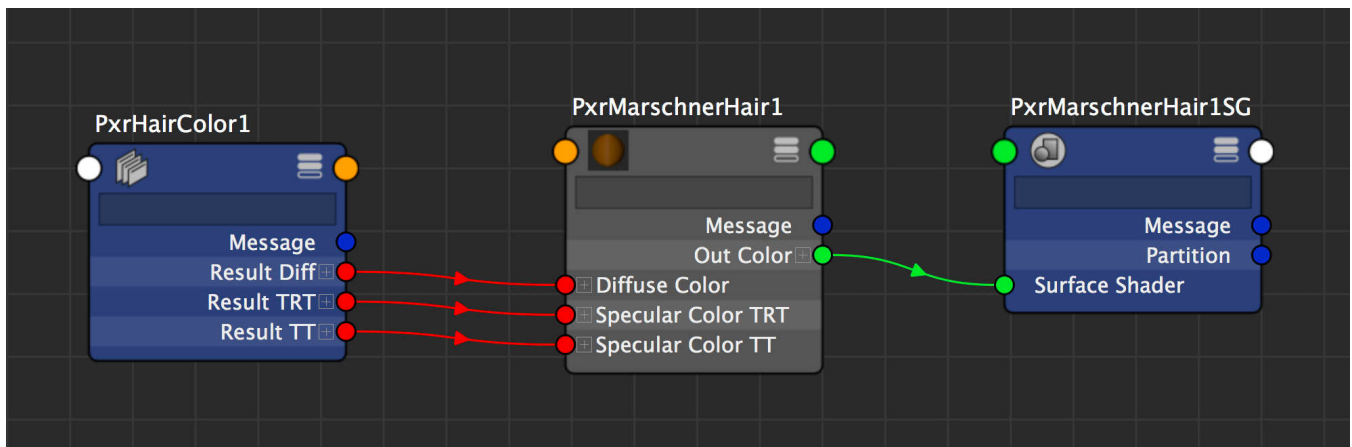 PxrHairColor1
Message
Result Diff
Result TRT
Result TT
PxrMarschnerHair1
Message
Out Color
Diffuse Color
Specular Color TRT
Specular Color TT
PxrMarschnerHair1SG
Message
Partition
Surface Shader